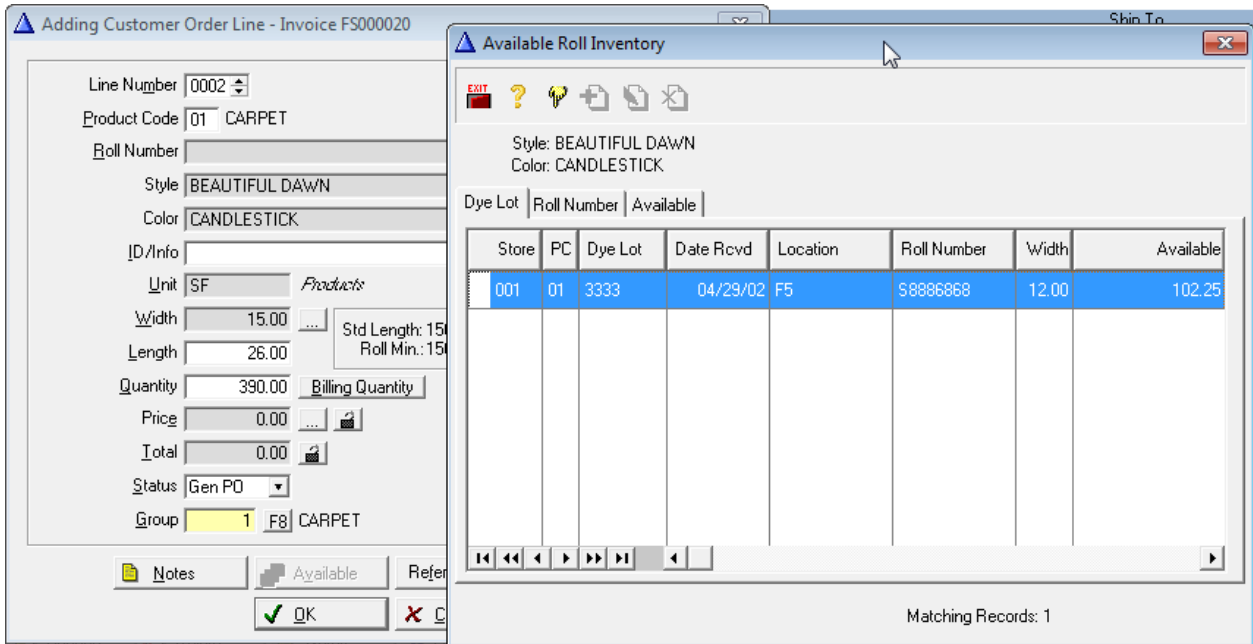 Adding Customer Order Line - Invoice FS000020
Line Number 0002
Product Code 01 CARPET
Roll Number
Style BEAUTIFUL DAWN
Color CANDLESTICK
ID/Info
Unit SF Products
Width 15.00 ...
Std Length: 150
Length 26.00
Roll Min.: 150
Quantity 390.00 Billing Quantity
Price 0.00 ...
Total 0.00
Status Gen PO
Group 1 F8 CARPET
Notes Available Refer
OK C
Ship To
Available Roll Inventory
EXIT ?
Style: BEAUTIFUL DAWN
Color: CANDLESTICK
Dye Lot Roll Number Available
Store PC Dye Lot Date Rcvd Location Roll Number Width Available
001 01 3333 04/29/02 F5 S8886868 12.00 102.25
Matching Records: 1